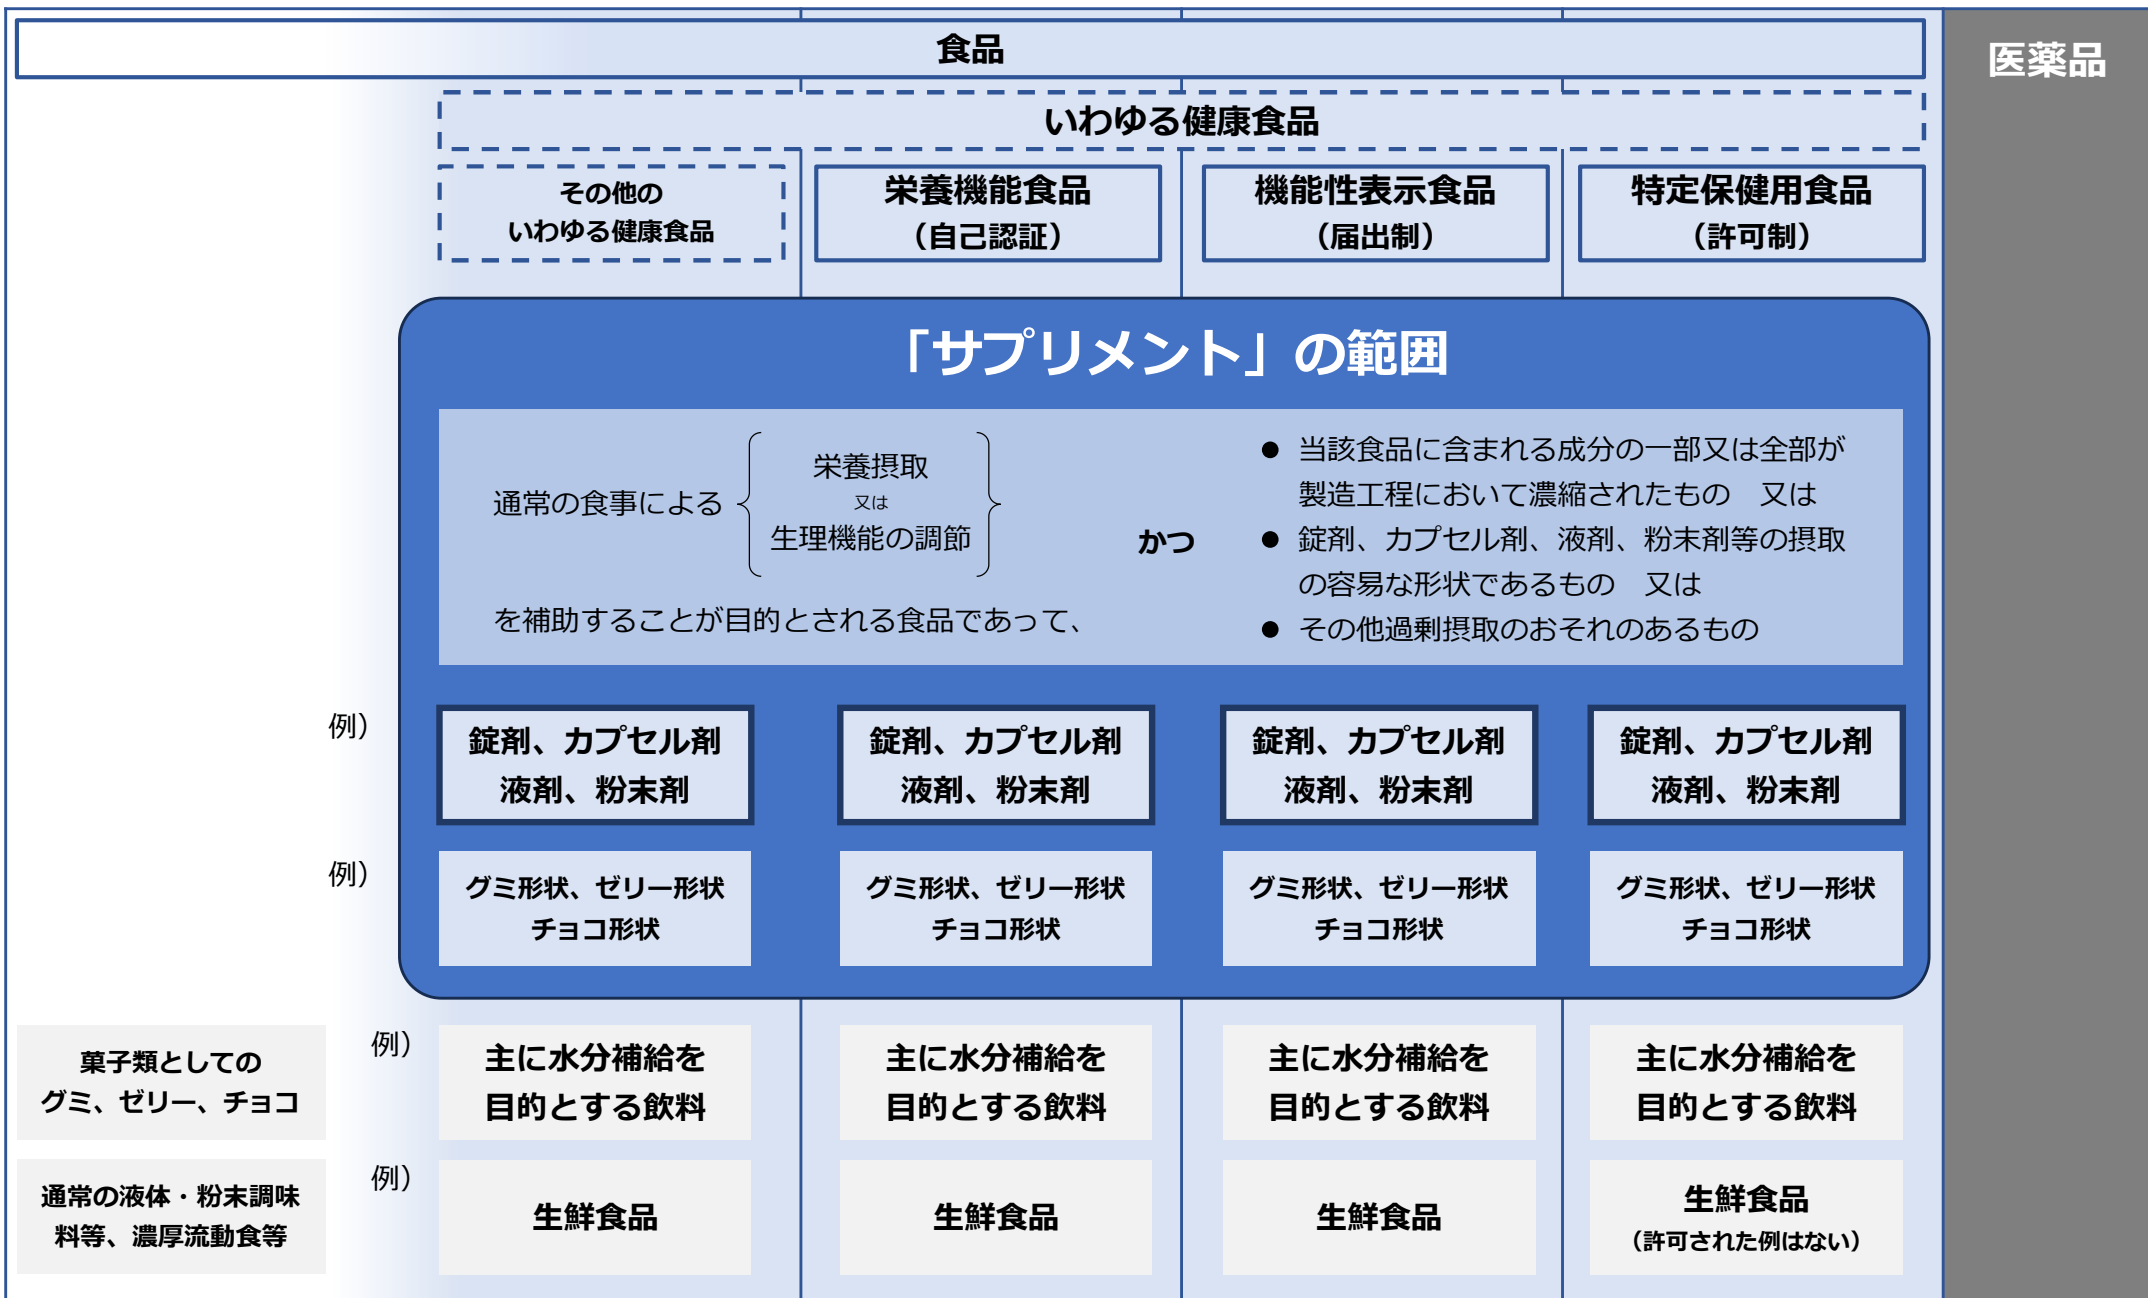 食品
医薬品
いわゆる健康食品
その他の
いわゆる健康食品
栄養機能食品
（自己認証）
機能性表示食品
（届出制）
特定保健用食品
（許可制）
「サプリメント」の範囲
通常の食事による
栄養摂取
又は
生理機能の調節
を補助することが目的とされる食品であって、
かつ
● 当該食品に含まれる成分の一部又は全部が
製造工程において濃縮されたもの　又は
● 錠剤、カプセル剤、液剤、粉末剤等の摂取
の容易な形状であるもの　又は
● その他過剰摂取のおそれのあるもの
例）
錠剤、カプセル剤
液剤、粉末剤
錠剤、カプセル剤
液剤、粉末剤
錠剤、カプセル剤
液剤、粉末剤
錠剤、カプセル剤
液剤、粉末剤
例）
グミ形状、ゼリー形状
チョコ形状
グミ形状、ゼリー形状
チョコ形状
グミ形状、ゼリー形状
チョコ形状
グミ形状、ゼリー形状
チョコ形状
菓子類としての
グミ、ゼリー、チョコ
例）
主に水分補給を
目的とする飲料
主に水分補給を
目的とする飲料
主に水分補給を
目的とする飲料
主に水分補給を
目的とする飲料
通常の液体・粉末調味
料等、濃厚流動食等
例）
生鮮食品
生鮮食品
生鮮食品
生鮮食品
（許可された例はない）